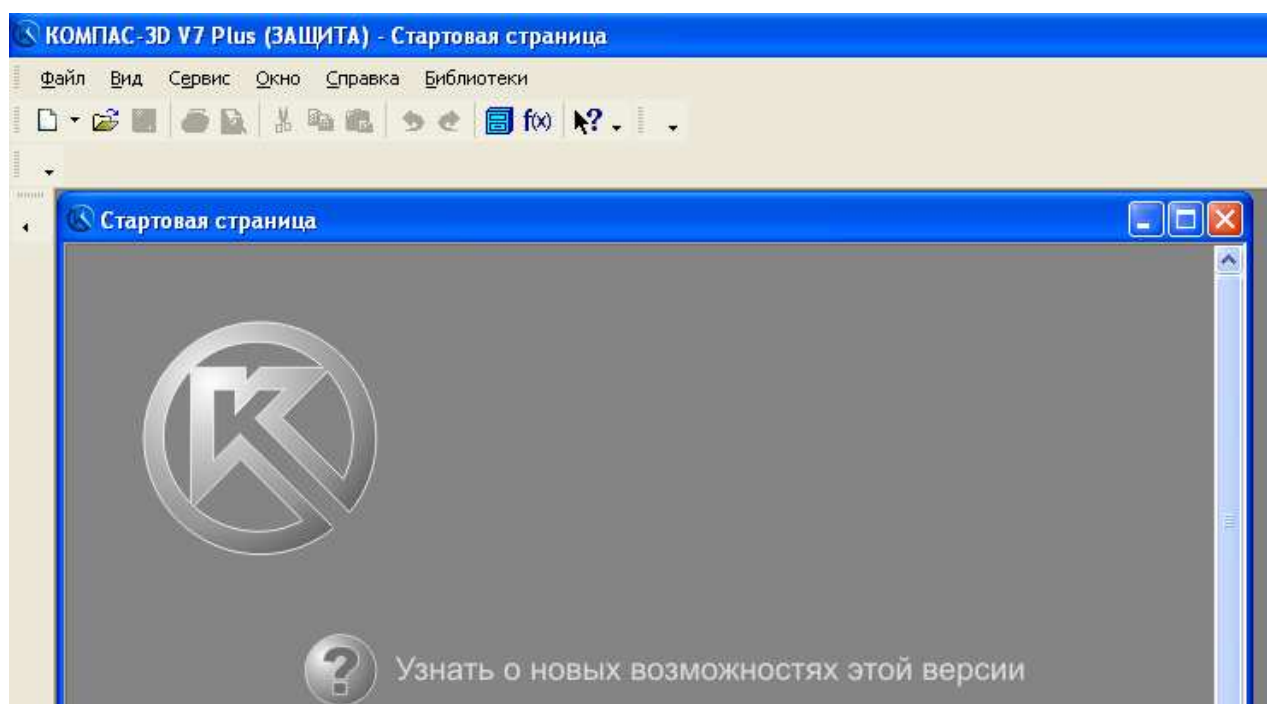 КОМПАС-3D V7 Plus (ЗАЩИТА) - Стартовая страница
Файл Вид Сервис Окно Справка Библиотеки
f(x) ?
Стартовая страница
? Узнать о новых возможностях этой версии